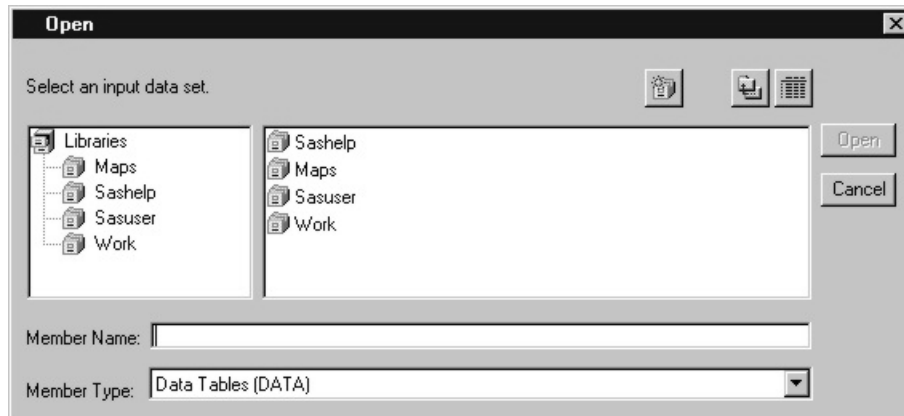 Open
Select an input data set.
Libraries
Maps
Sashelp
Sasuser
Work
Sashelp
Maps
Sasuser
Work
Open
Cancel
Member Name:
Member Type: Data Tables (DATA)